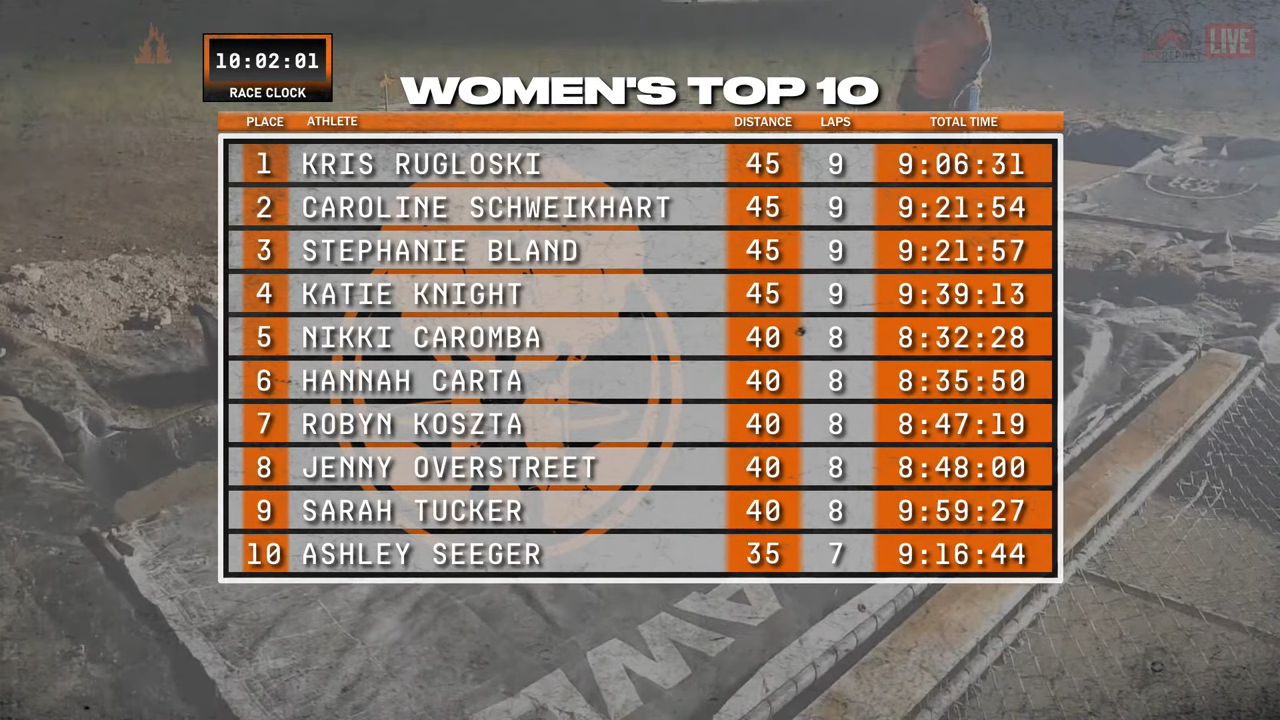 10:02:01
RACE CLOCK
LIVE
WOMEN'S TOP 10
PLACE ATHLETE DISTANCE LAPS TOTAL TIME
1 KRIS RUGLOSKI 45 9 9:06:31
2 CAROLINE SCHWEIKHART 45 9 9:21:54
3 STEPHANIE BLAND 45 9 9:21:57
4 KATIE KNIGHT 45 9 9:39:13
5 NIKKI CAROMBA 40 8 8:32:28
6 HANNAH CARTA 40 8 8:35:50
7 ROBYN KOSZTA 40 8 8:47:19
8 JENNY OVERSTREET 40 8 8:48:00
9 SARAH TUCKER 40 8 9:59:27
10 ASHLEY SEEGER 35 7 9:16:44